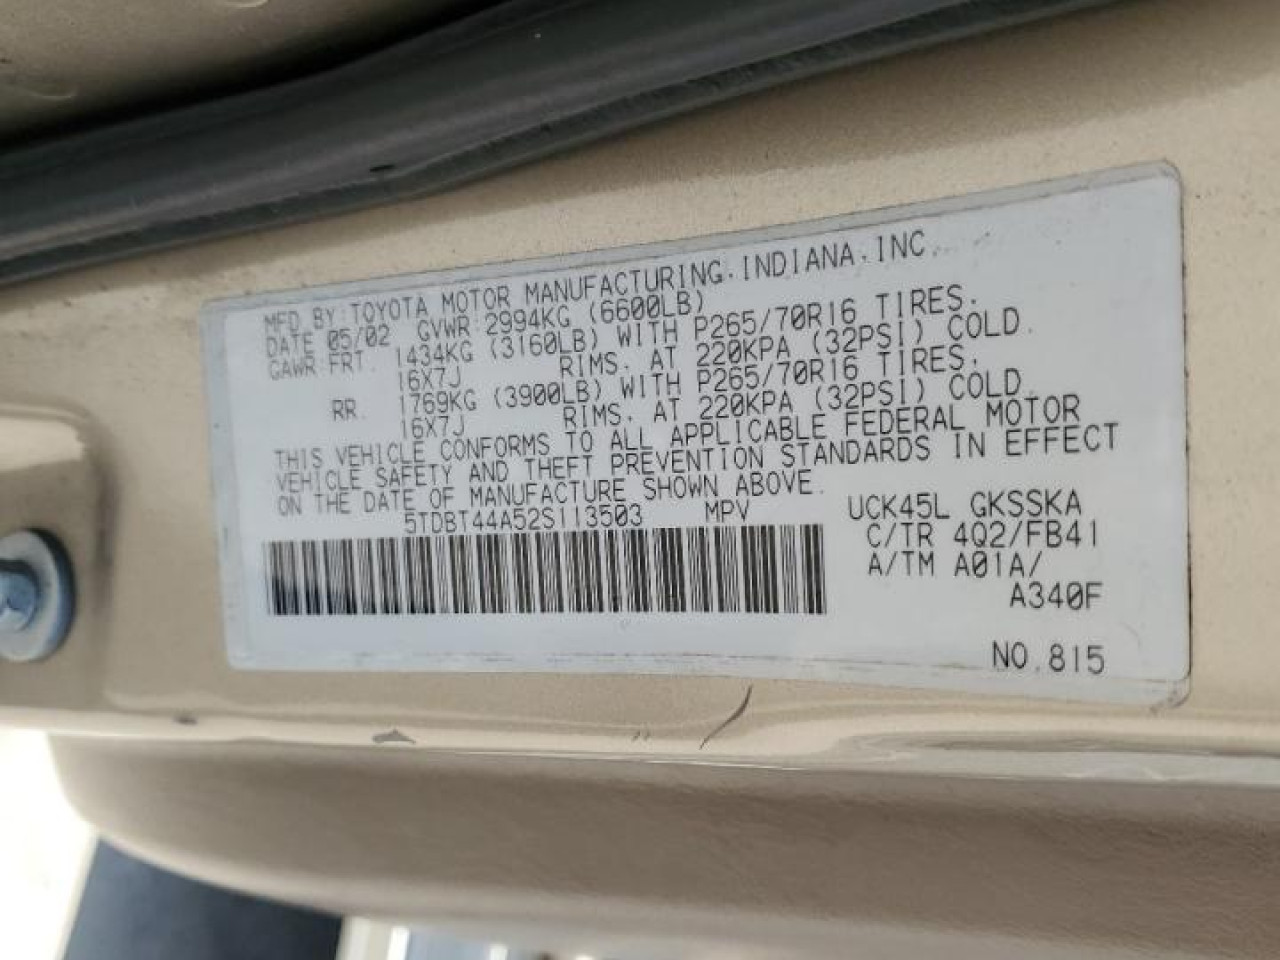 MFD. BY: TOYOTA MOTOR MANUFACTURING, INDIANA, INC.
DATE 05/02 GVWR: 2994KG (6600LB)
GAWR: FRT. 1434KG (3160LB) WITH P265/70R16 TIRES.
16X7J RIMS, AT 220KPA (32PSI) COLD.
RR. 1769KG (3900LB) WITH P265/70R16 TIRES.
16X7J RIMS, AT 220KPA (32PSI) COLD.
THIS VEHICLE CONFORMS TO ALL APPLICABLE FEDERAL MOTOR
VEHICLE SAFETY AND THEFT PREVENTION STANDARDS IN EFFECT
ON THE DATE OF MANUFACTURE SHOWN ABOVE.
5TDBT44A52S113503 MPV UCK45L GKSSKA
C/TR 4Q2/FB41
A/TM A01A/
A340F
NO. 815